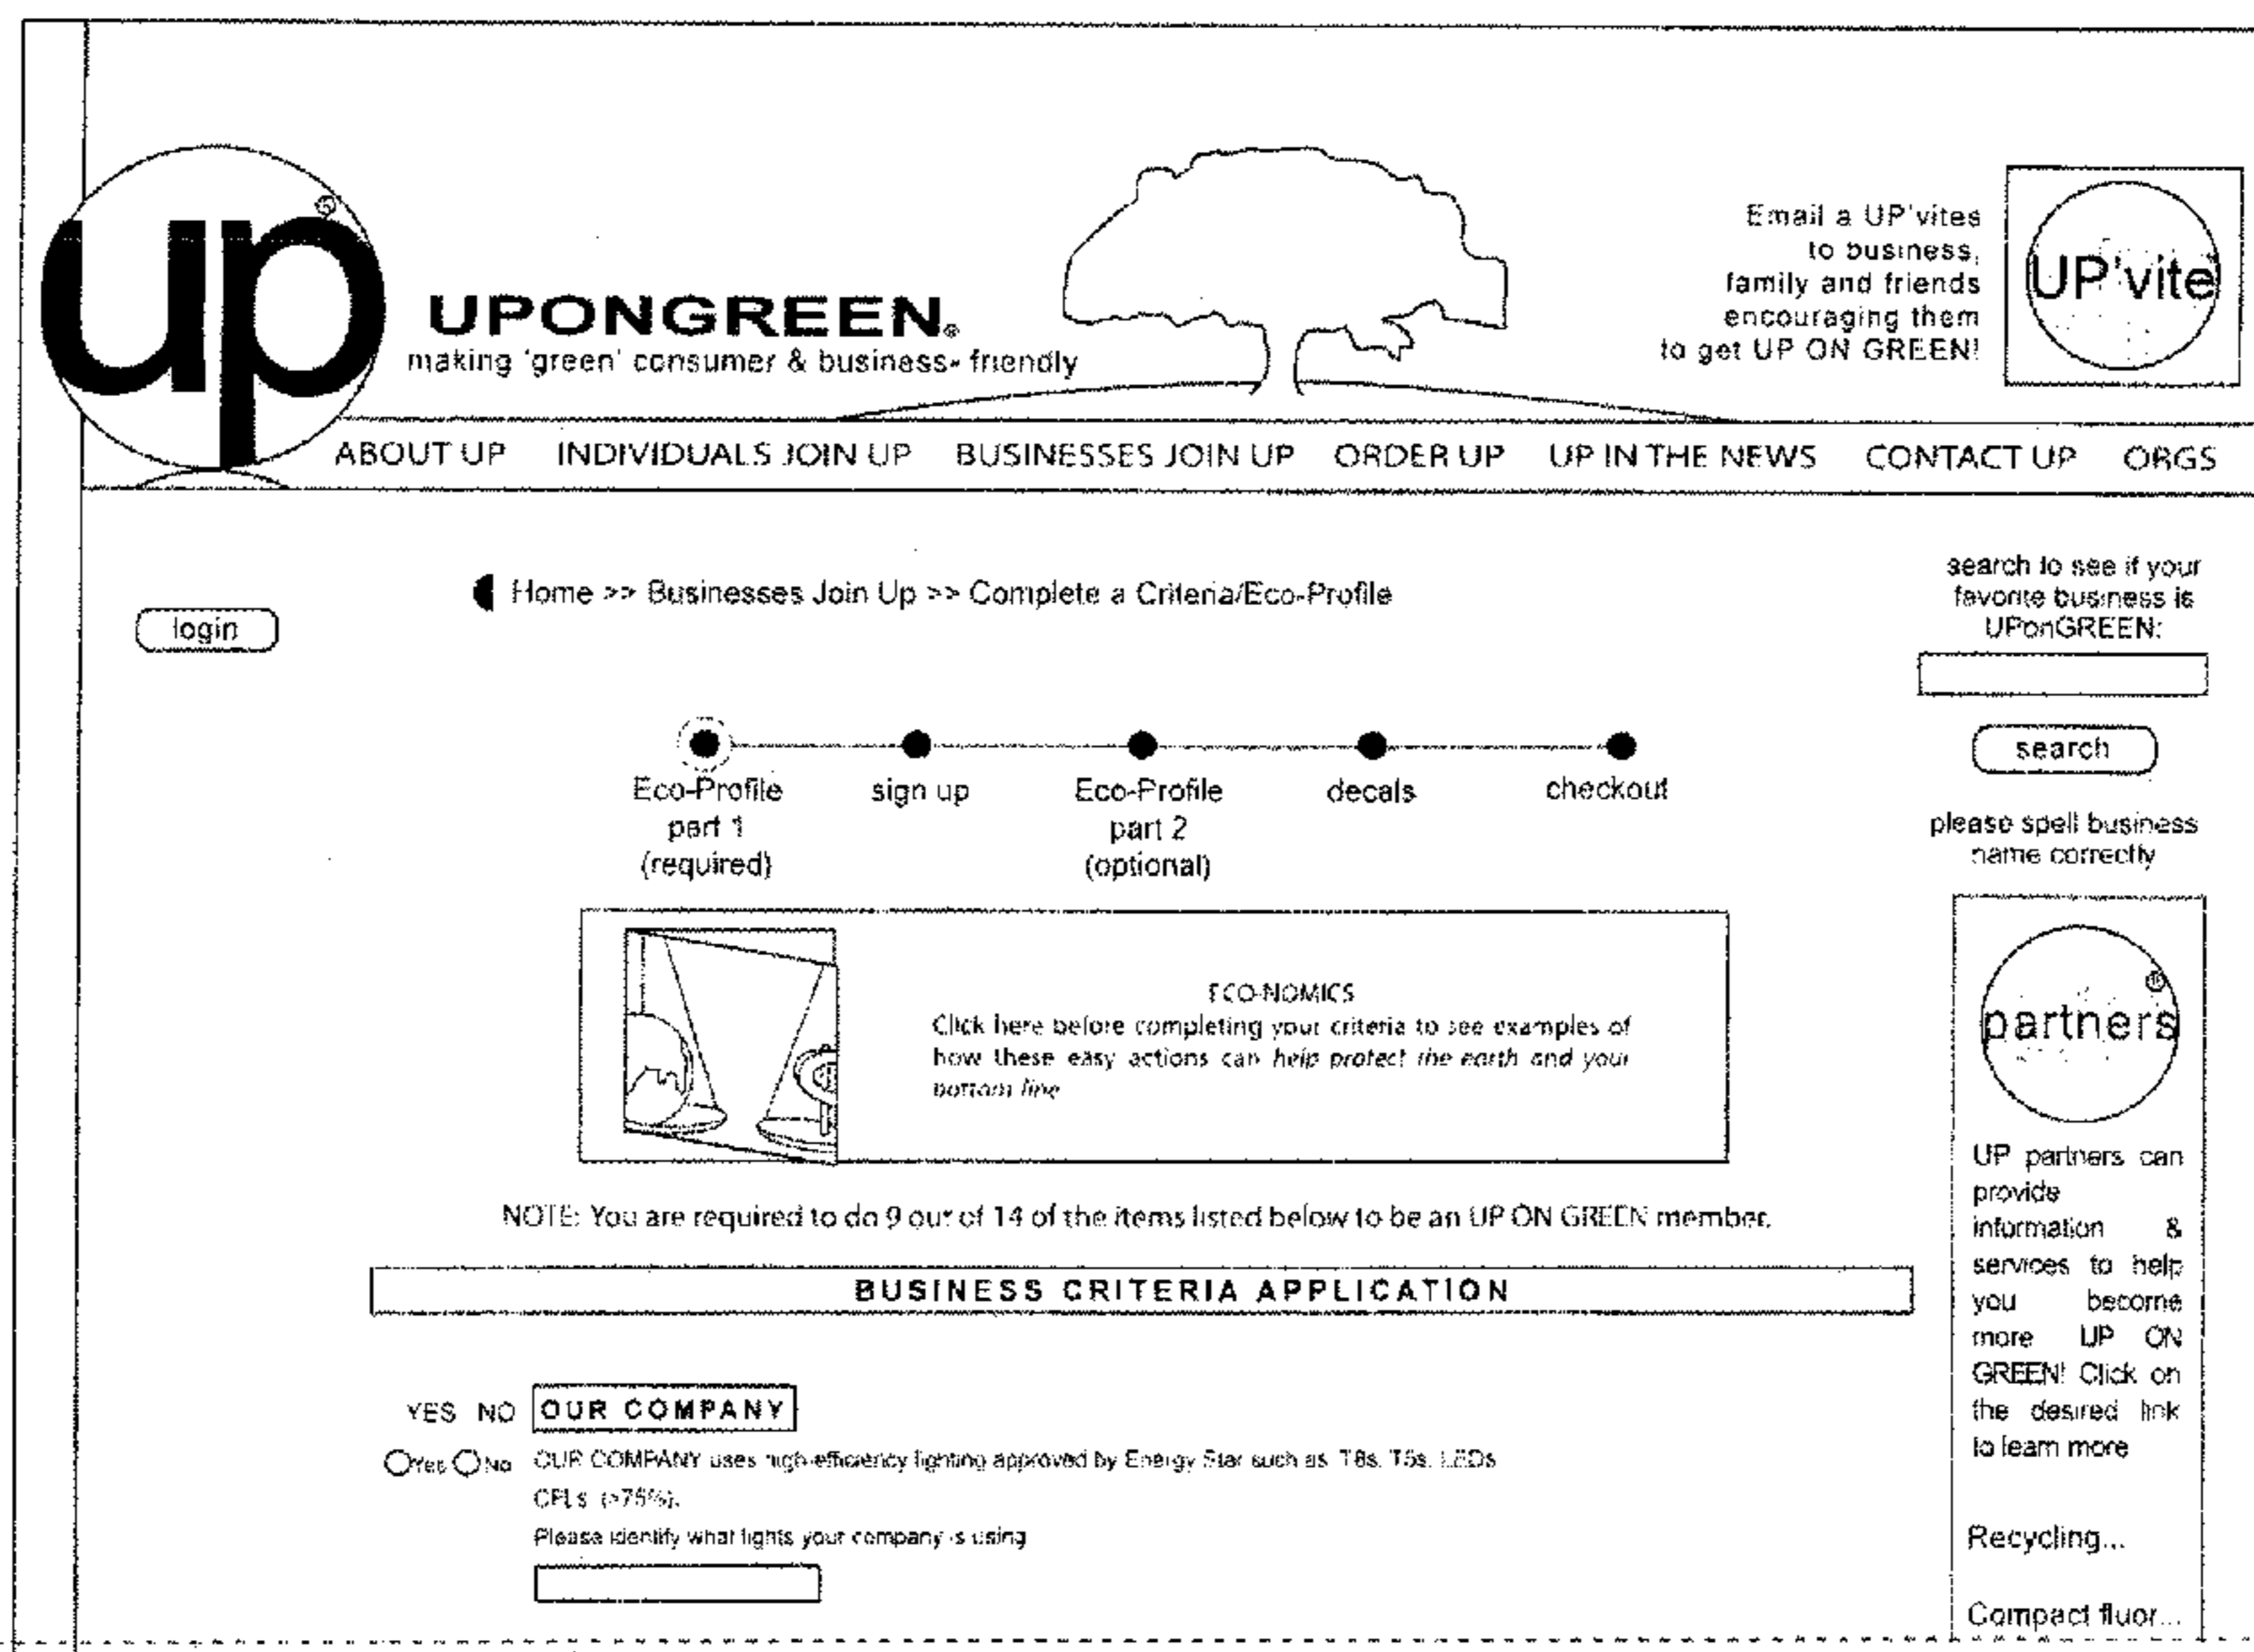 up®
UPONGREEN®
making 'green' consumer & business- friendly
Email a UP'vites
to business,
family and friends
encouraging them
to get UP ON GREEN!
UP'vite
ABOUT UP INDIVIDUALS JOIN UP BUSINESSES JOIN UP ORDER UP UP IN THE NEWS CONTACT UP ORGS
login
Home >> Businesses Join Up >> Complete a Criteria/Eco-Profile
search to see if your
favorite business is
UPonGREEN:
search
please spell business
name correctly
Eco-Profile
part 1
(required)
sign up
Eco-Profile
part 2
(optional)
decals
checkout
ECO-NOMICS
Click here before completing your criteria to see examples of
how these easy actions can help protect the earth and your
bottom line
partners®
UP partners can
provide
information &
services to help
you become
more UP ON
GREEN! Click on
the desired link
to learn more
Recycling...
Compact fluor...
NOTE: You are required to do 9 out of 14 of the items listed below to be an UP ON GREEN member.
BUSINESS CRITERIA APPLICATION
YES NO OUR COMPANY
Yes No OUR COMPANY uses high-efficiency lighting approved by Energy Star such as T8s, T5s, LEDs
CFLs (>75%).
Please identify what lights your company is using